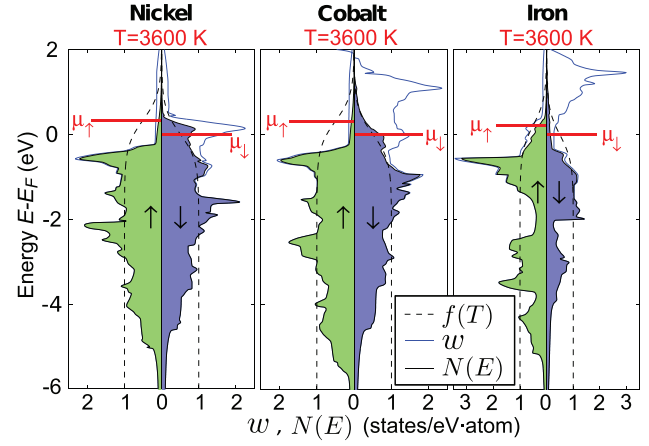 Nickel Cobalt Iron
T=3600 K T=3600 K T=3600 K
2
0
-2
-4
-6
Energy E-E_F (eV)
μ↑ μ↓ μ↑ μ↓ μ↑ μ↓
↑ ↓ ↑ ↓ ↑ ↓
f(T)
w
N(E)
2 1 0 1 2 2 1 0 1 2 3 2 1 0 1 2 3
w , N(E) (states/eV·atom)